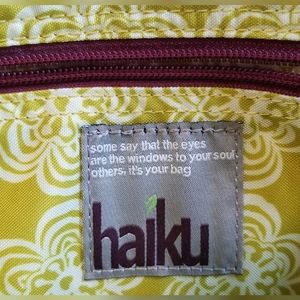 some say that the eyes
are the windows to your soul
others, it's your bag
haiku